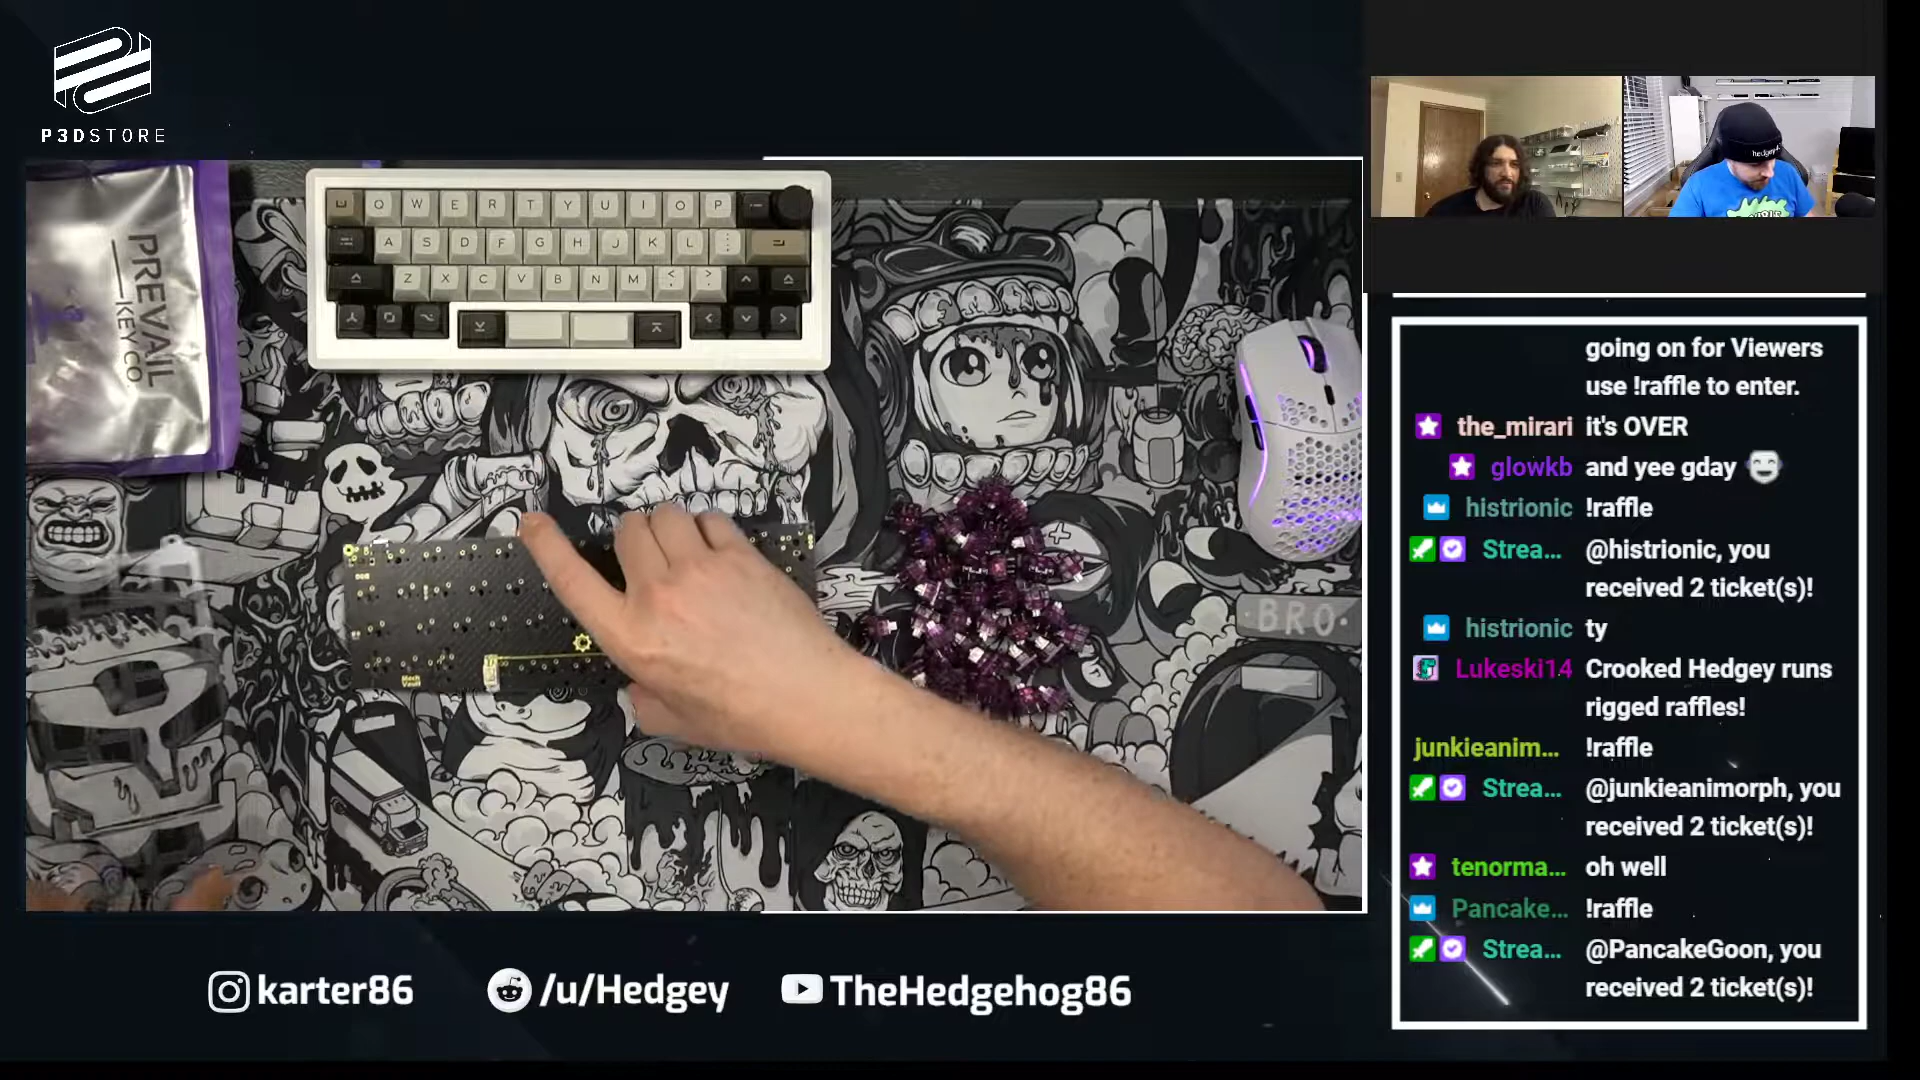 P3DSTORE
PREVAIL
KEY CO.
Q W E R T Y U I O P
A S D F G H J K L
Z X C V B N M < >
Mech
Vault
BRO.
hedgey
going on for Viewers
use !raffle to enter.
the_mirari it's OVER
glowkb and yee gday
histrionic !raffle
Strea... @histrionic, you
received 2 ticket(s)!
histrionic ty
Lukeski14 Crooked Hedgey runs
rigged raffles!
junkieanim... !raffle
Strea... @junkieanimorph, you
received 2 ticket(s)!
tenorma... oh well
Pancake... !raffle
Strea... @PancakeGoon, you
received 2 ticket(s)!
karter86
/u/Hedgey
TheHedgehog86